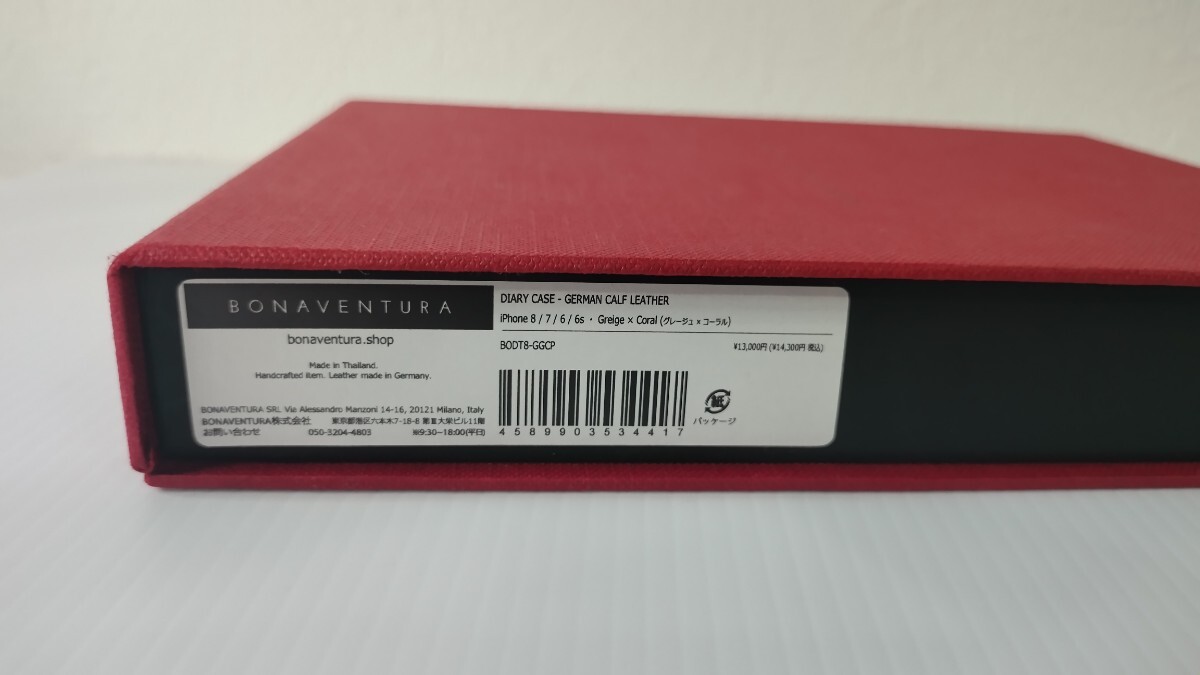 BONAVENTURA
bonaventura.shop
Made in Thailand.
Handcrafted item. Leather made in Germany.
BONAVENTURA SRL Via Alessandro Manzoni 14-16, 20121 Milano, Italy
BONAVENTURA株式会社 東京都港区六本木7-18-8 第Ⅲ大栄ビル11階
お問い合わせ 050-3204-4803 ※9:30~18:00(平日)
DIARY CASE - GERMAN CALF LEATHER
iPhone 8 / 7 / 6 / 6s ・ Greige × Coral (グレージュ × コーラル)
BODT8-GGCP ¥13,000円 (¥14,300円 税込)
4589903534417
パッケージ